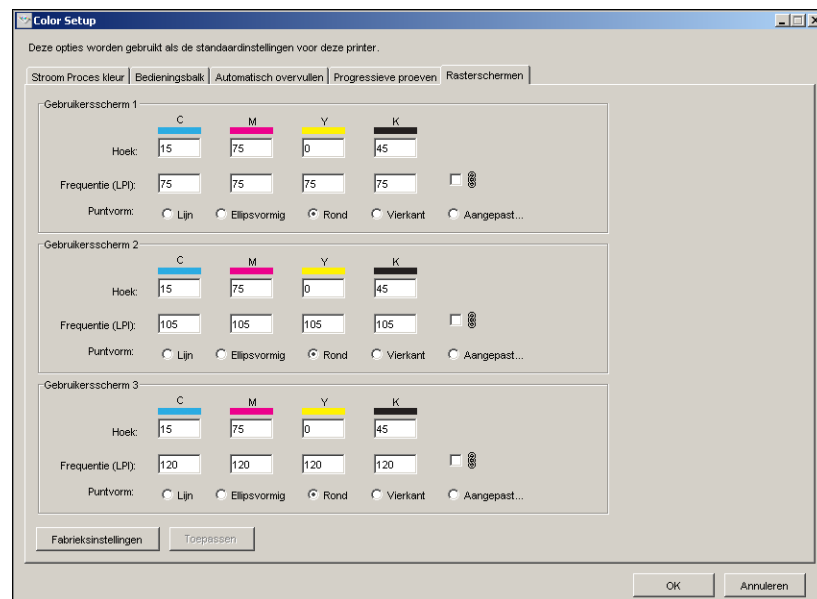 Color Setup
Deze opties worden gebruikt als de standaardinstellingen voor deze printer.
Stroom Proces kleur Bedieningsbalk Automatisch overvullen Progressieve proeven Rasterschermen
Gebruikersscherm 1
C M Y K
Hoek: 15 75 0 45
Frequentie (LPI): 75 75 75 75
Puntvorm: Lijn Ellipsvormig Rond Vierkant Aangepast...
Gebruikersscherm 2
C M Y K
Hoek: 15 75 0 45
Frequentie (LPI): 105 105 105 105
Puntvorm: Lijn Ellipsvormig Rond Vierkant Aangepast...
Gebruikersscherm 3
C M Y K
Hoek: 15 75 0 45
Frequentie (LPI): 120 120 120 120
Puntvorm: Lijn Ellipsvormig Rond Vierkant Aangepast...
Fabrieksinstellingen Toepassen
OK Annuleren